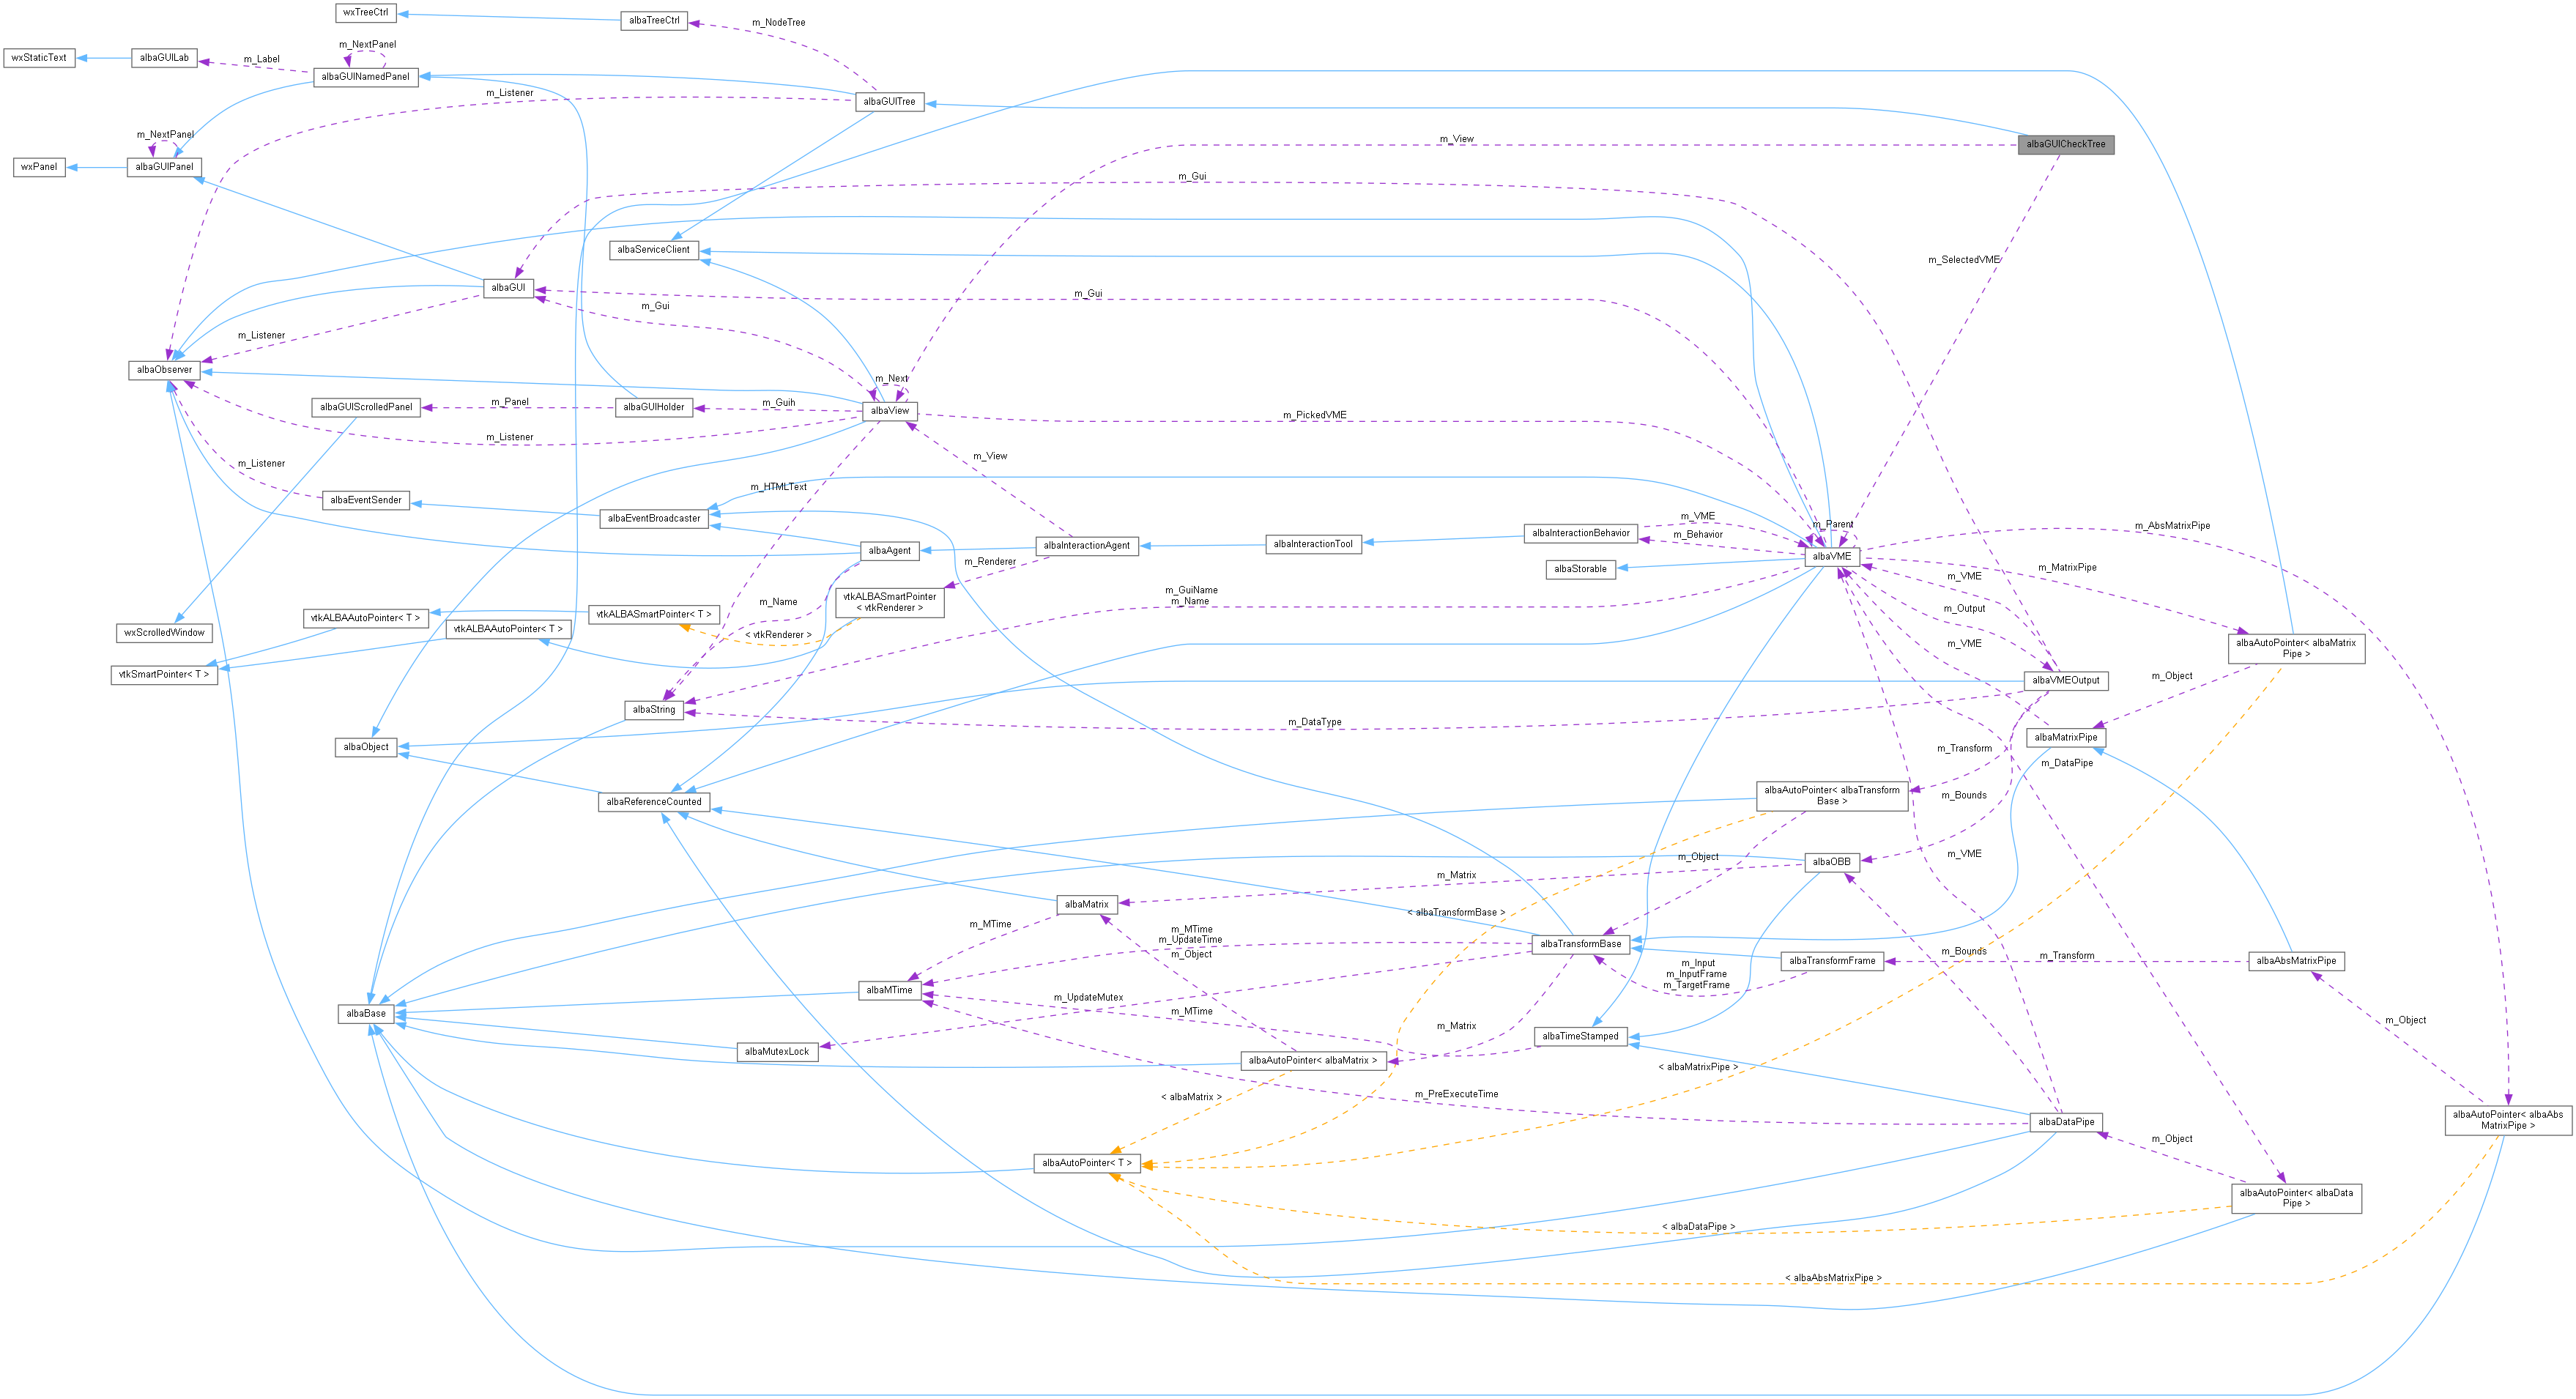 wxTreeCtrl
albaTreeCtrl
m_NodeTree
m_NextPanel
wxStaticText
albaGUILab
m_Label
albaGUINamedPanel
m_Listener
albaGUITree
m_NextPanel
m_View
albaGUICheckTree
wxPanel
albaGUIPanel
m_Gui
albaServiceClient
m_SelectedVME
albaGUI
m_Gui
m_Gui
m_Listener
albaObserver
m_Next
albaGUIScrolledPanel
m_Panel
albaGUIHolder
m_Guih
albaView
m_PickedVME
m_Listener
m_Listener
m_View
m_HTMLText
albaEventSender
albaEventBroadcaster
m_VME
m_Parent
m_AbsMatrixPipe
albaInteractionBehavior
m_Behavior
albaAgent
albaInteractionAgent
albaInteractionTool
albaVME
m_Renderer
albaStorable
m_MatrixPipe
m_VME
m_GuiName
m_Name
m_Name
vtkALBASmartPointer
< vtkRenderer >
m_Output
vtkALBAAutoPointer< T >
vtkALBASmartPointer< T >
wxScrolledWindow
vtkALBAAutoPointer< T >
< vtkRenderer >
m_VME
albaAutoPointer< albaMatrix
Pipe >
vtkSmartPointer< T >
albaVMEOutput
m_Object
albaString
m_DataType
albaObject
albaMatrixPipe
m_Transform
m_DataPipe
albaReferenceCounted
albaAutoPointer< albaTransform
Base >
m_Bounds
m_Object
albaOBB
m_VME
m_Matrix
albaMatrix
< albaTransformBase >
m_MTime
m_MTime
m_UpdateTime
m_Object
albaTransformBase
m_Bounds
m_Input
m_InputFrame
m_TargetFrame
albaTransformFrame
m_Transform
albaAbsMatrixPipe
albaMTime
m_UpdateMutex
m_MTime
albaBase
m_Matrix
albaTimeStamped
m_Object
albaMutexLock
albaAutoPointer< albaMatrix >
< albaMatrixPipe >
< albaMatrix >
m_PreExecuteTime
albaDataPipe
albaAutoPointer< albaAbs
MatrixPipe >
m_Object
albaAutoPointer< T >
albaAutoPointer< albaData
Pipe >
< albaDataPipe >
< albaAbsMatrixPipe >